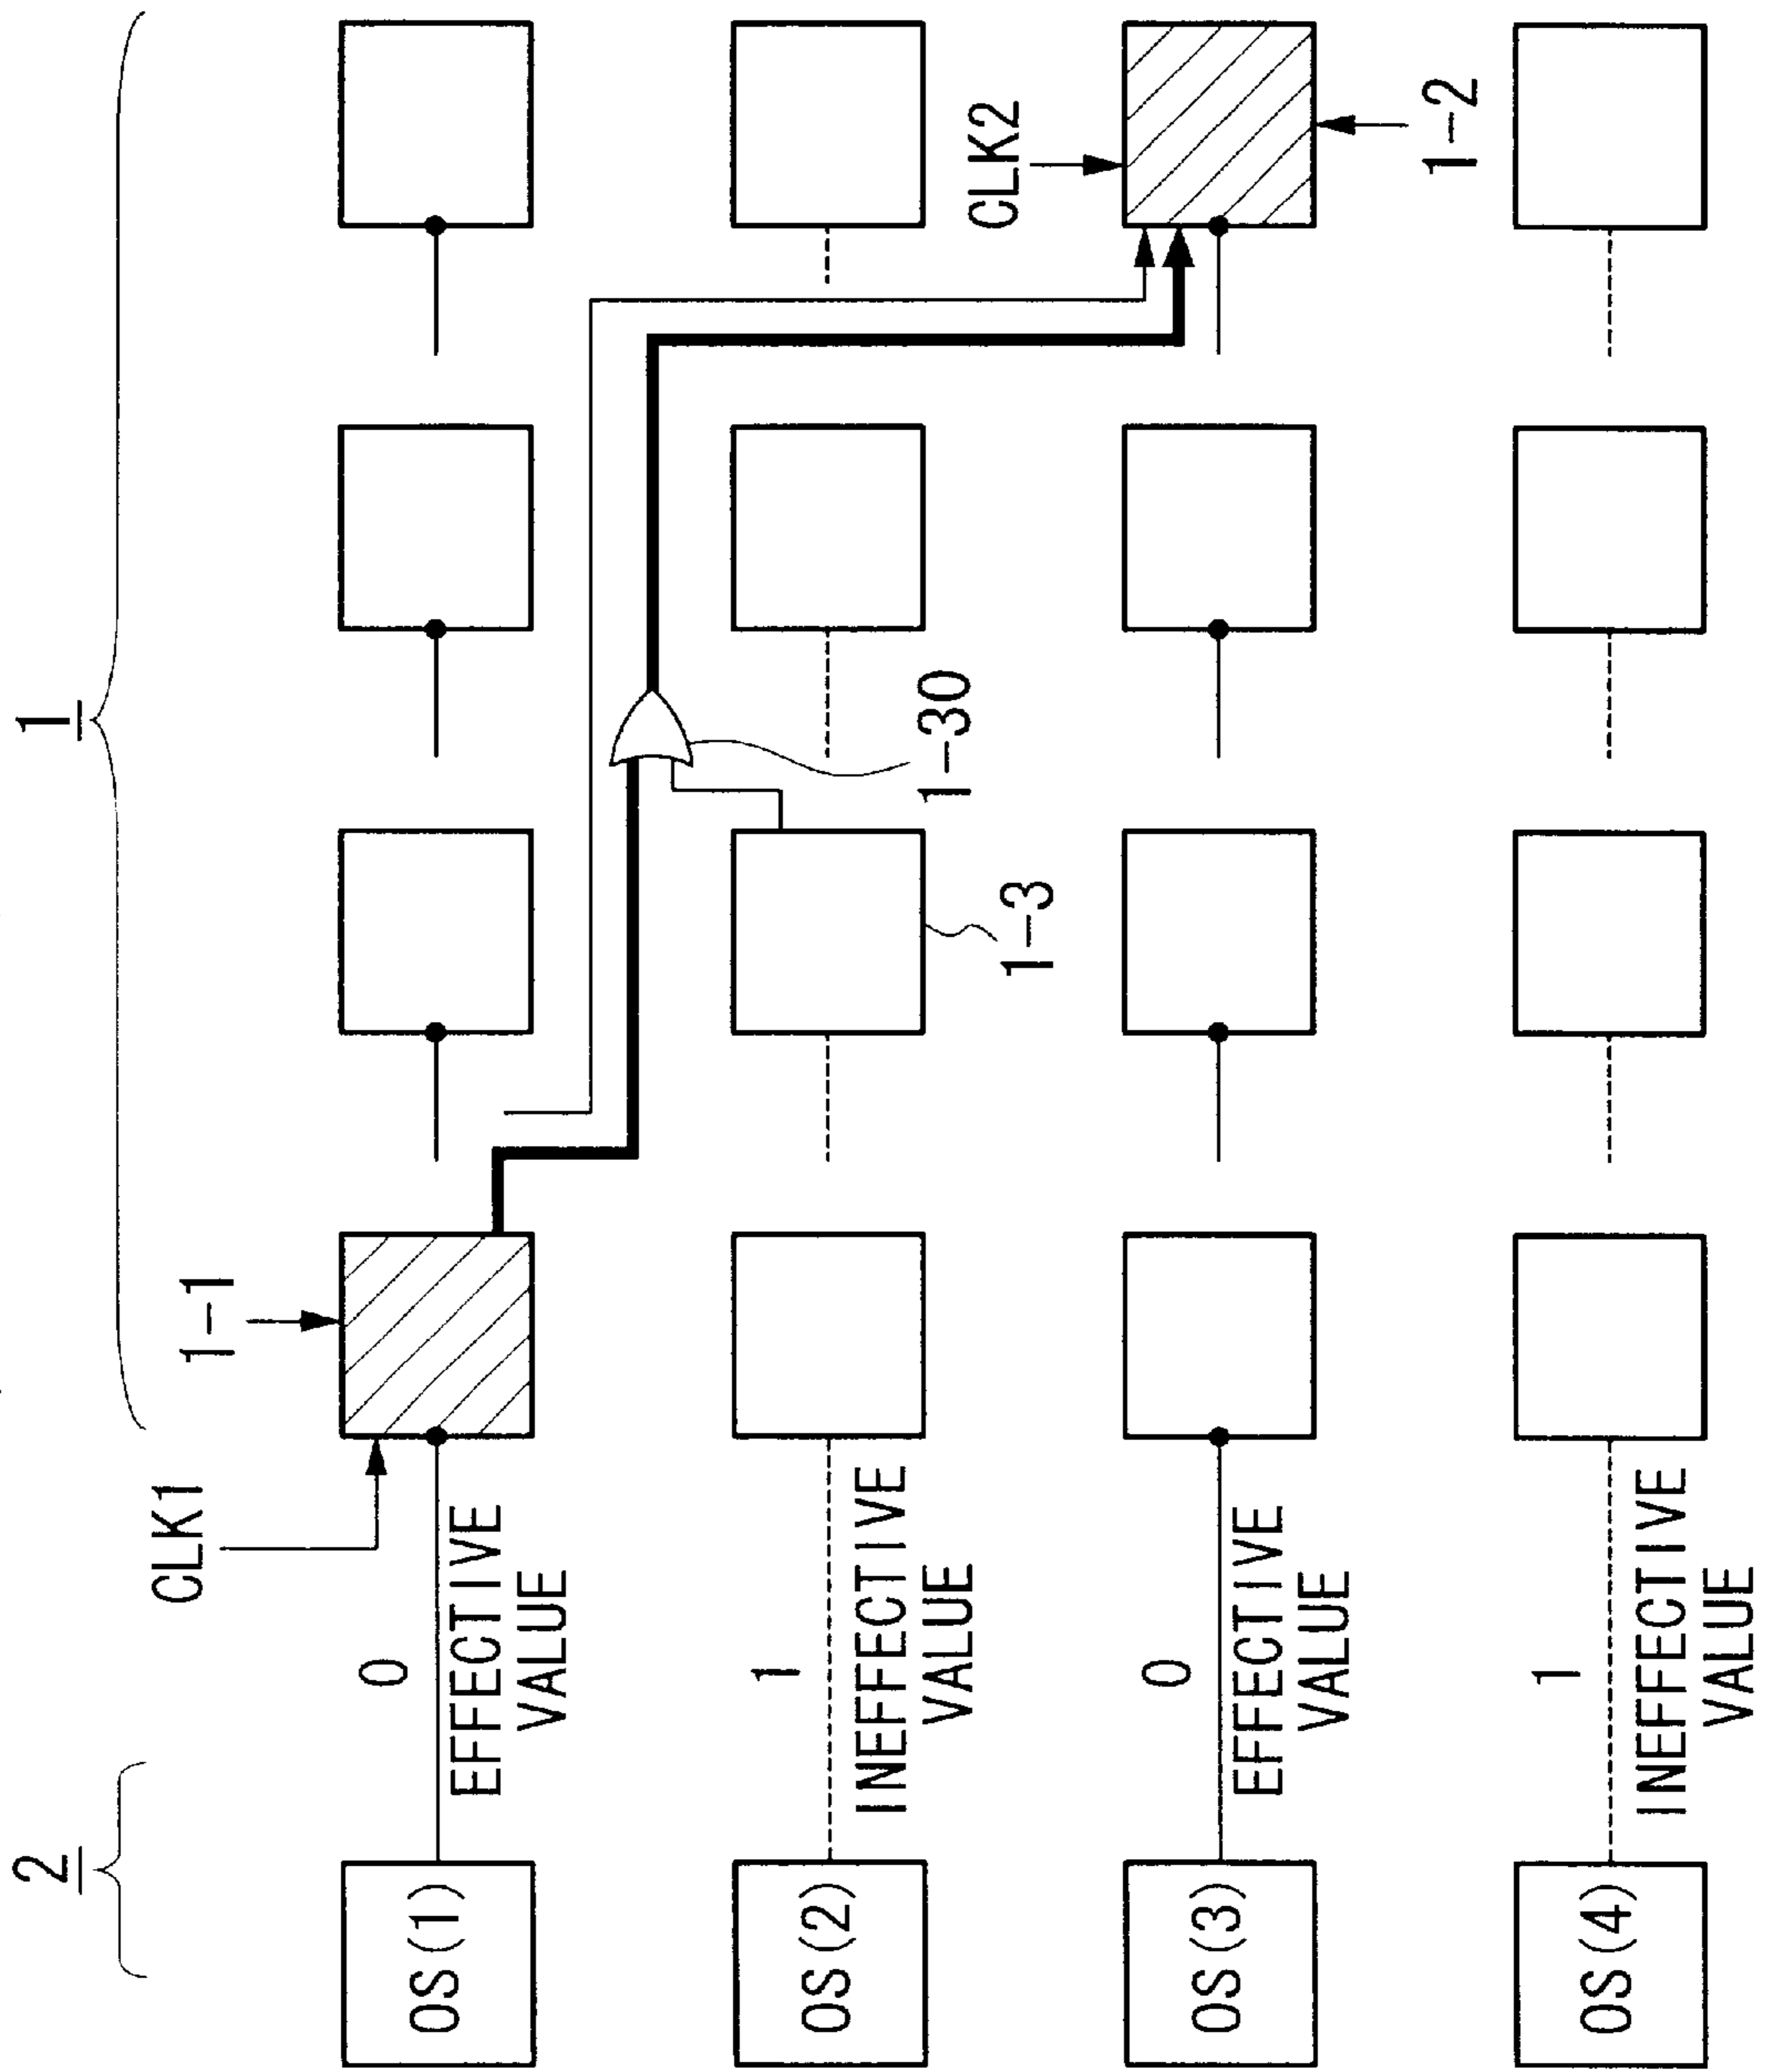 1
2
1-1
CLK1
CLK2
1-2
1-30
1-3
OS(1)
0
EFFECTIVE
VALUE
OS(2)
1
INEFFECTIVE
VALUE
OS(3)
0
EFFECTIVE
VALUE
OS(4)
1
INEFFECTIVE
VALUE